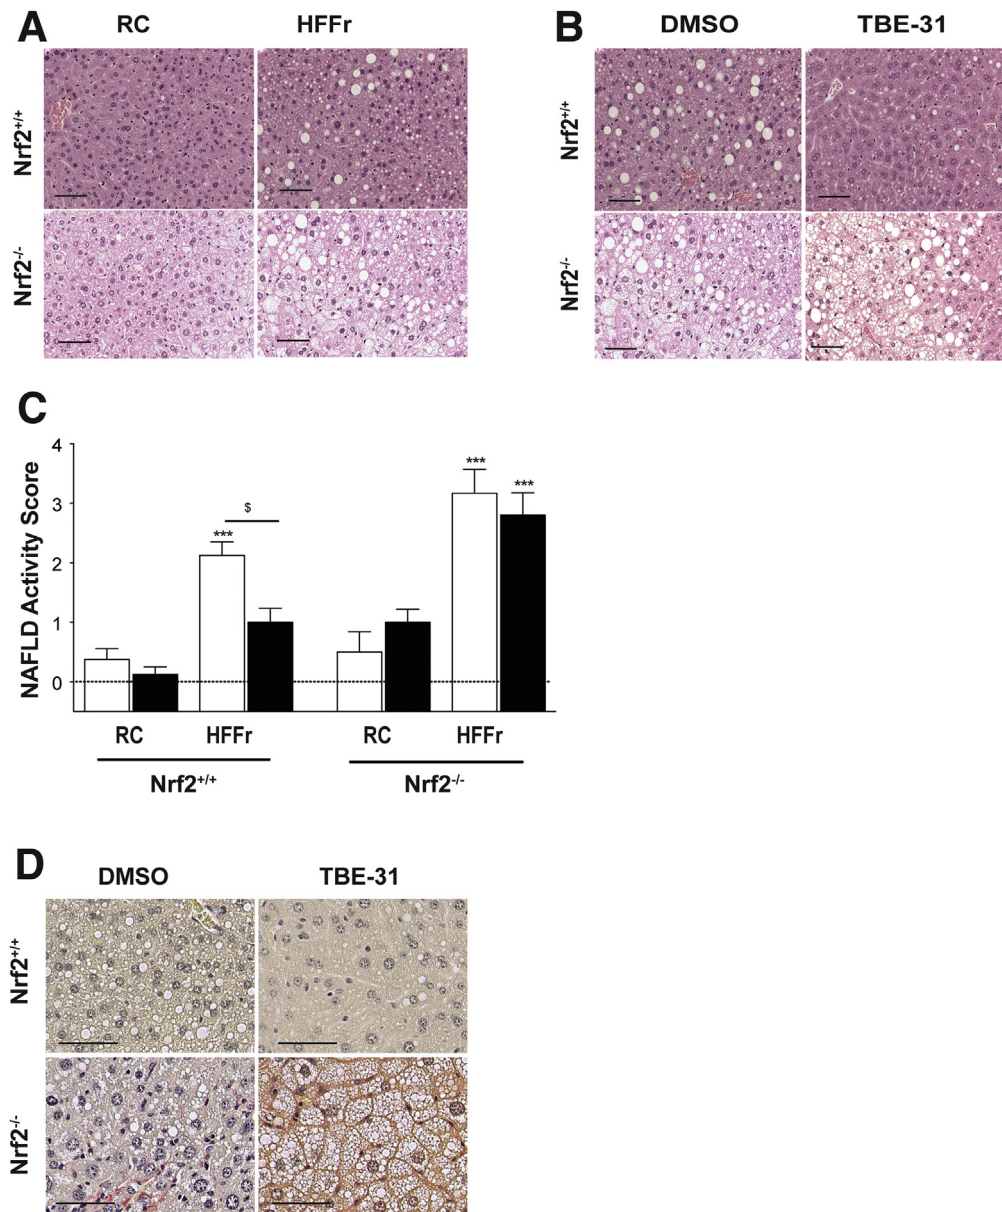 A
RC
HFFr
Nrf2+/+
Nrf2-/-
B
DMSO
TBE-31
Nrf2+/+
Nrf2-/-
C
NAFLD Activity Score
4
3
2
1
0
***
$
***
***
RC
HFFr
RC
HFFr
Nrf2+/+
Nrf2-/-
D
DMSO
TBE-31
Nrf2+/+
Nrf2-/-